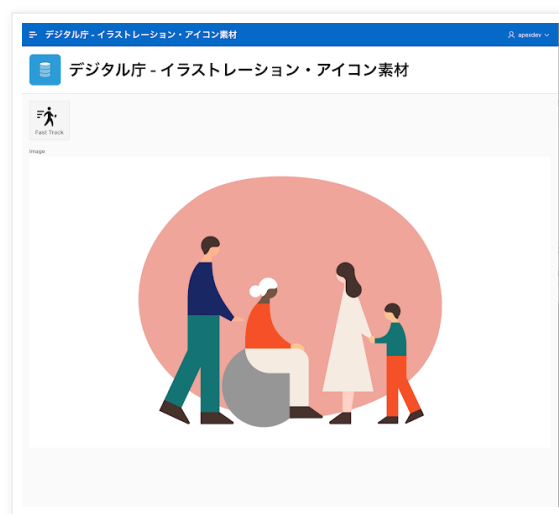 デジタル庁 - イラストレーション・アイコン素材
apexdev
デジタル庁 - イラストレーション・アイコン素材
Fast Track
Image